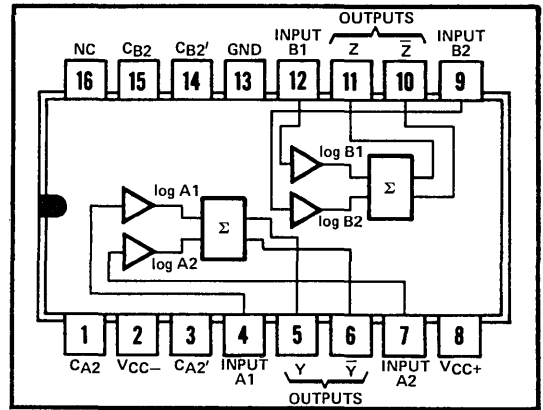 OUTPUTS
NC CB2 CB2' GND INPUT B1 Z Z̅ INPUT B2
16 15 14 13 12 11 10 9
log B1
Σ
log B2
log A1
Σ
log A2
1 2 3 4 5 6 7 8
CA2 VCC– CA2' INPUT A1 Y Y̅ INPUT A2 VCC+
OUTPUTS